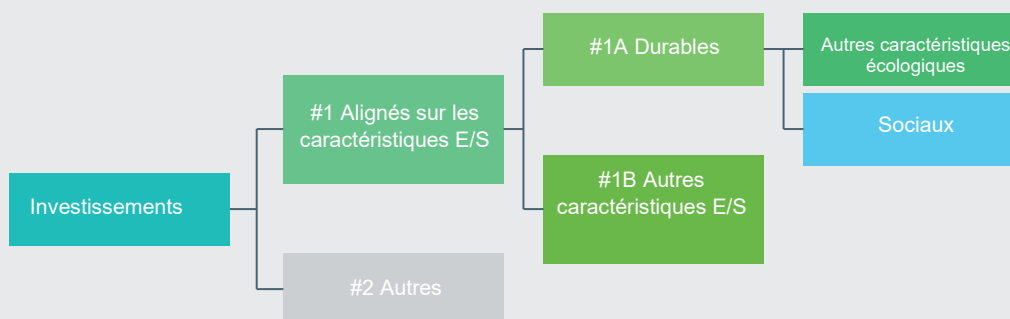 #1A Durables
Autres caractéristiques
écologiques
#1 Alignés sur les
caractéristiques E/S
Sociaux
#1B Autres
caractéristiques E/S
Investissements
#2 Autres